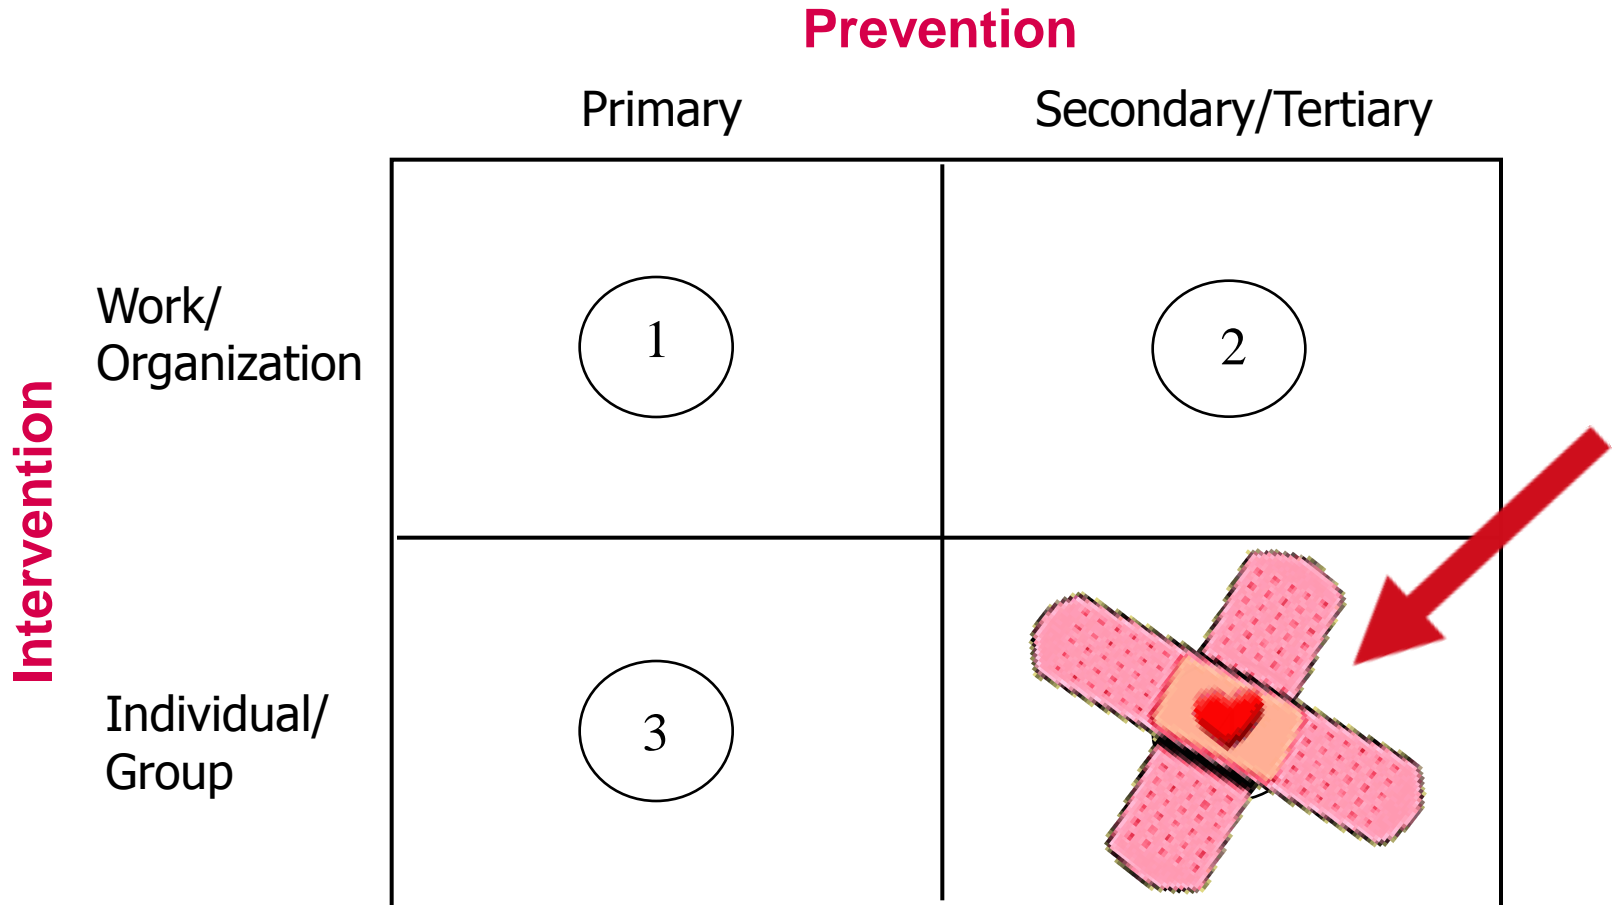 Prevention
Primary
Secondary/Tertiary
Work/
Organization
1
2
Intervention
Individual/
Group
3